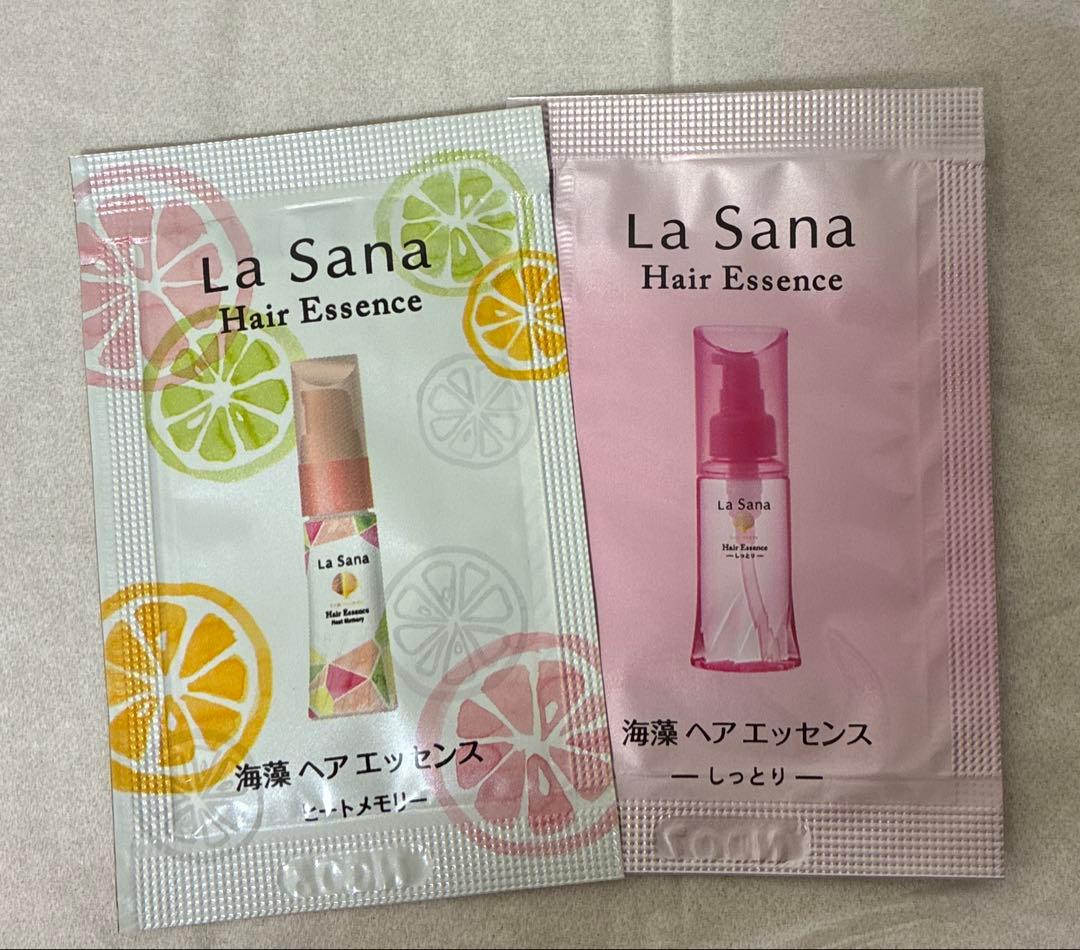 La Sana
Hair Essence
La Sana
Hair Essence
Heat Memory
海藻 ヘア エッセンス
ヒートメモリー
La Sana
Hair Essence
La Sana
Hair Essence
ーしっとりー
海藻 ヘア エッセンス
― しっとり ―